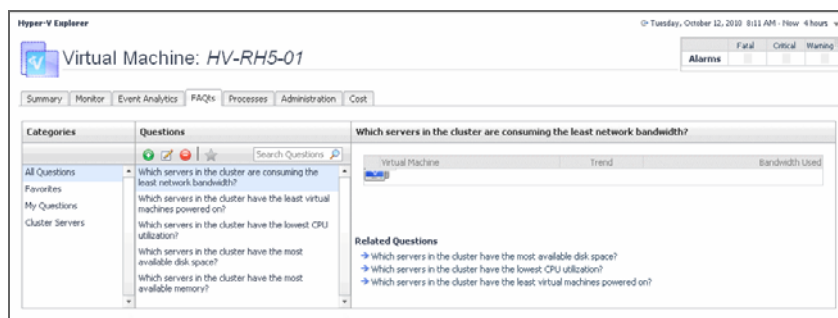 Hyper-V Explorer
Tuesday, October 12, 2010 8:11 AM - Now 4 hours
Virtual Machine: HV-RH5-01
Fatal Critical Warning
Alarms
Summary Monitor Event Analytics FAQts Processes Administration Cost
Categories
All Questions
Favorites
My Questions
Cluster Servers
Questions
Search Questions
Which servers in the cluster are consuming the
least network bandwidth?
Which servers in the cluster have the least virtual
machines powered on?
Which servers in the cluster have the lowest CPU
utilization?
Which servers in the cluster have the most
available disk space?
Which servers in the cluster have the most
available memory?
Which servers in the cluster are consuming the least network bandwidth?
Virtual Machine Trend Bandwidth Used
Related Questions
Which servers in the cluster have the most available disk space?
Which servers in the cluster have the lowest CPU utilization?
Which servers in the cluster have the least virtual machines powered on?